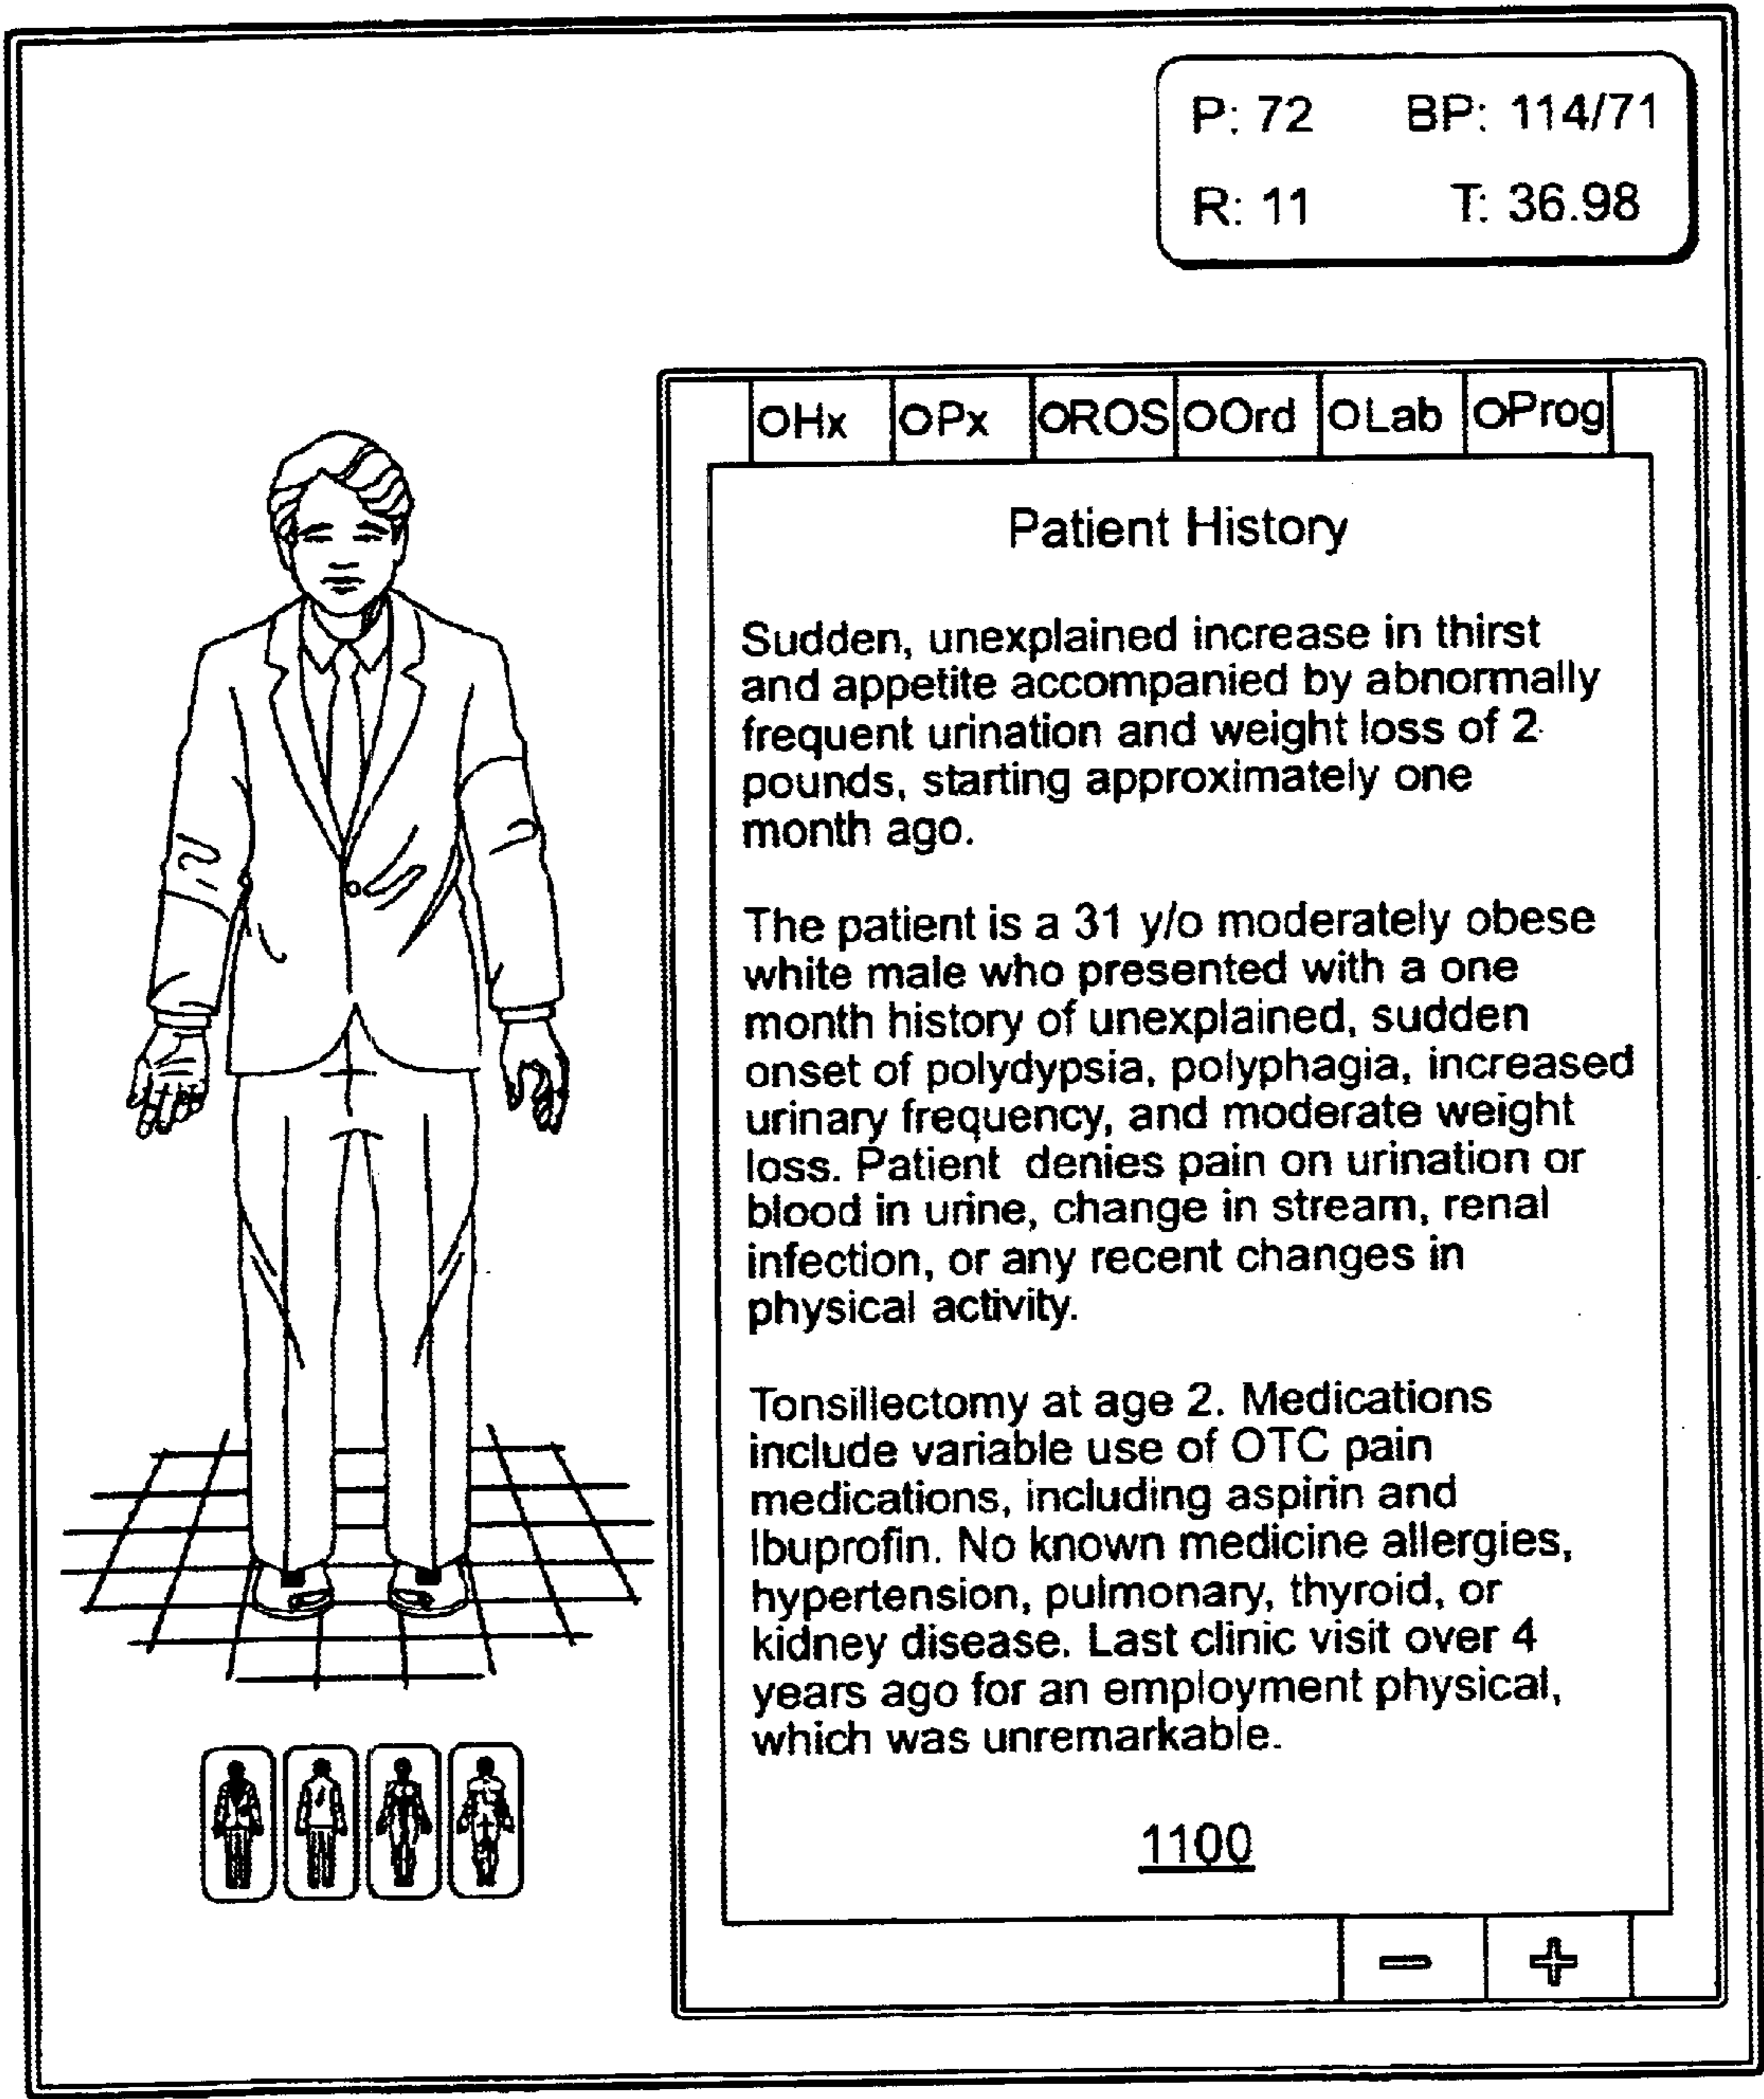 P: 72 BP: 114/71
R: 11 T: 36.98
Hx Px ROS Ord Lab Prog
Patient History
Sudden, unexplained increase in thirst
and appetite accompanied by abnormally
frequent urination and weight loss of 2
pounds, starting approximately one
month ago.
The patient is a 31 y/o moderately obese
white male who presented with a one
month history of unexplained, sudden
onset of polydypsia, polyphagia, increased
urinary frequency, and moderate weight
loss. Patient denies pain on urination or
blood in urine, change in stream, renal
infection, or any recent changes in
physical activity.
Tonsillectomy at age 2. Medications
include variable use of OTC pain
medications, including aspirin and
Ibuprofin. No known medicine allergies,
hypertension, pulmonary, thyroid, or
kidney disease. Last clinic visit over 4
years ago for an employment physical,
which was unremarkable.
1100
− +